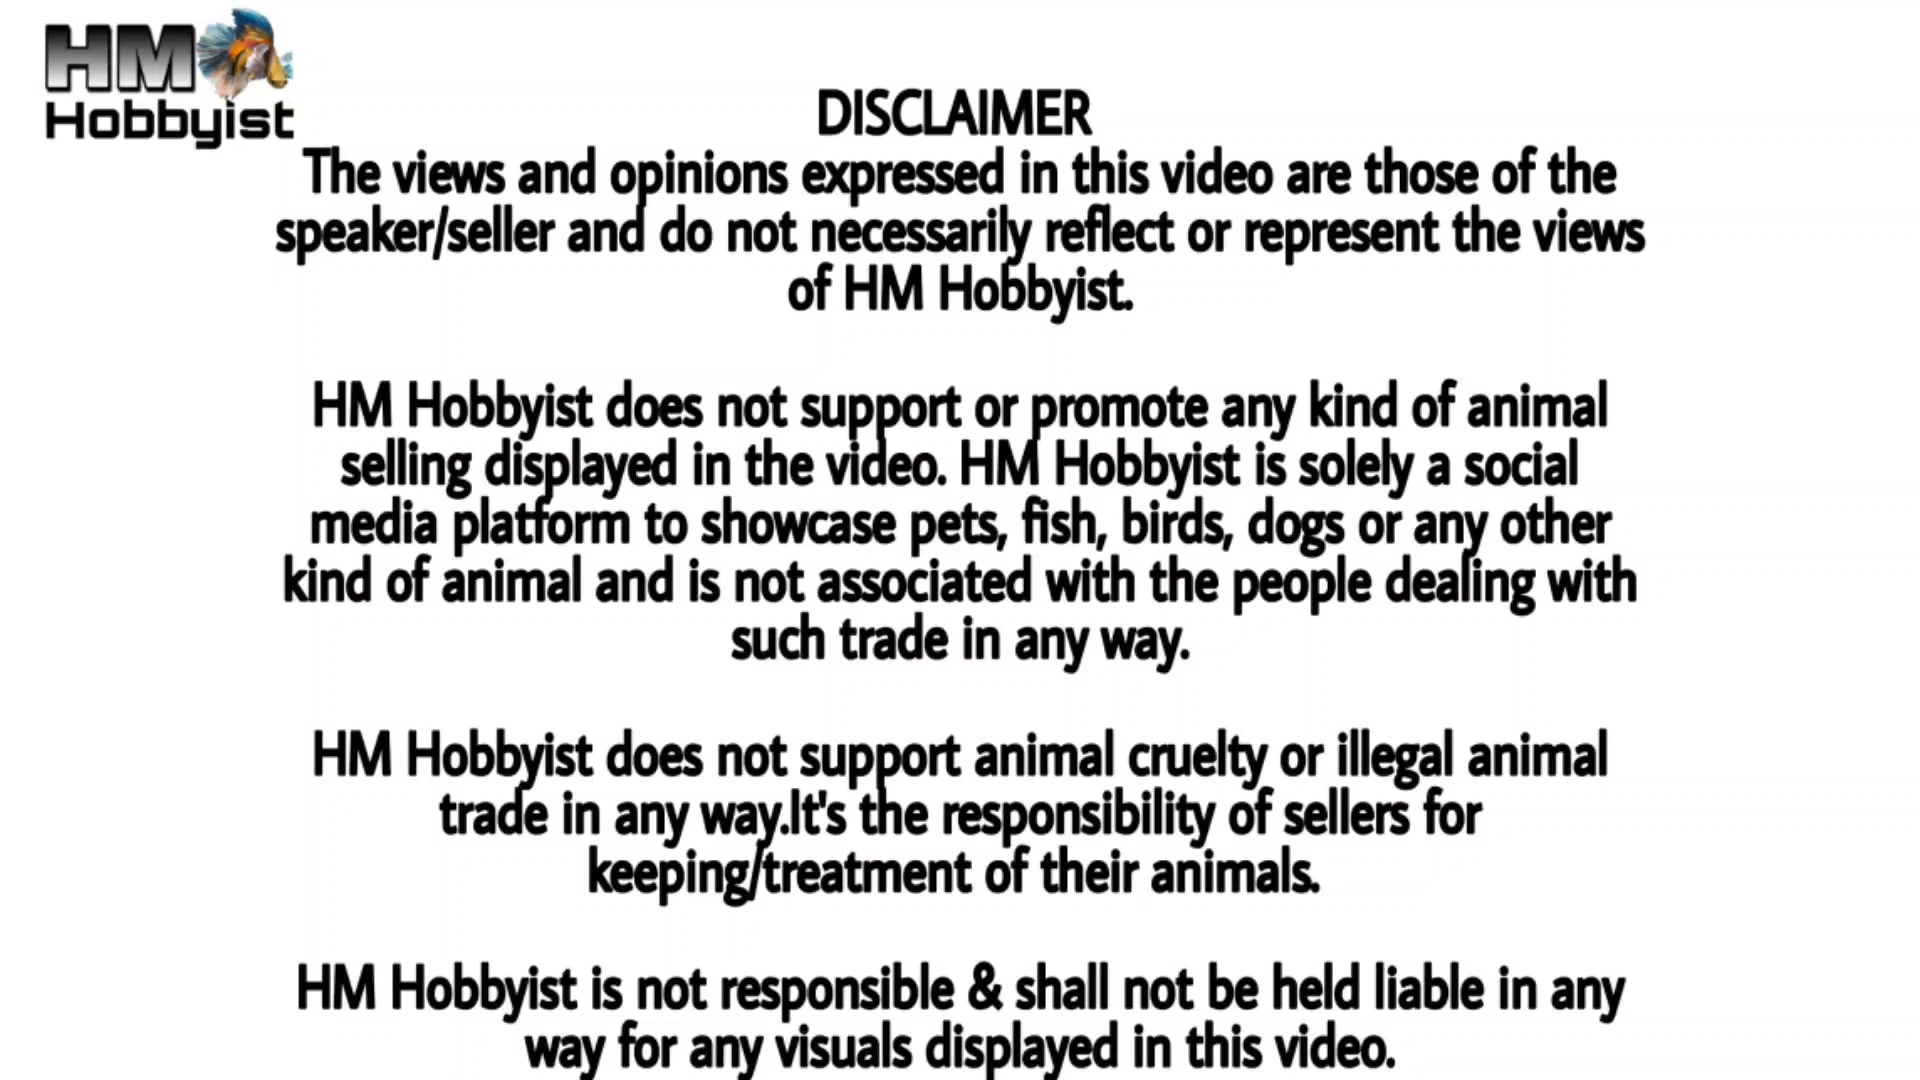 HM
Hobbyist
DISCLAIMER
The views and opinions expressed in this video are those of the
speaker/seller and do not necessarily reflect or represent the views
of HM Hobbyist.
HM Hobbyist does not support or promote any kind of animal
selling displayed in the video. HM Hobbyist is solely a social
media platform to showcase pets, fish, birds, dogs or any other
kind of animal and is not associated with the people dealing with
such trade in any way.
HM Hobbyist does not support animal cruelty or illegal animal
trade in any way.It's the responsibility of sellers for
keeping/treatment of their animals.
HM Hobbyist is not responsible & shall not be held liable in any
way for any visuals displayed in this video.